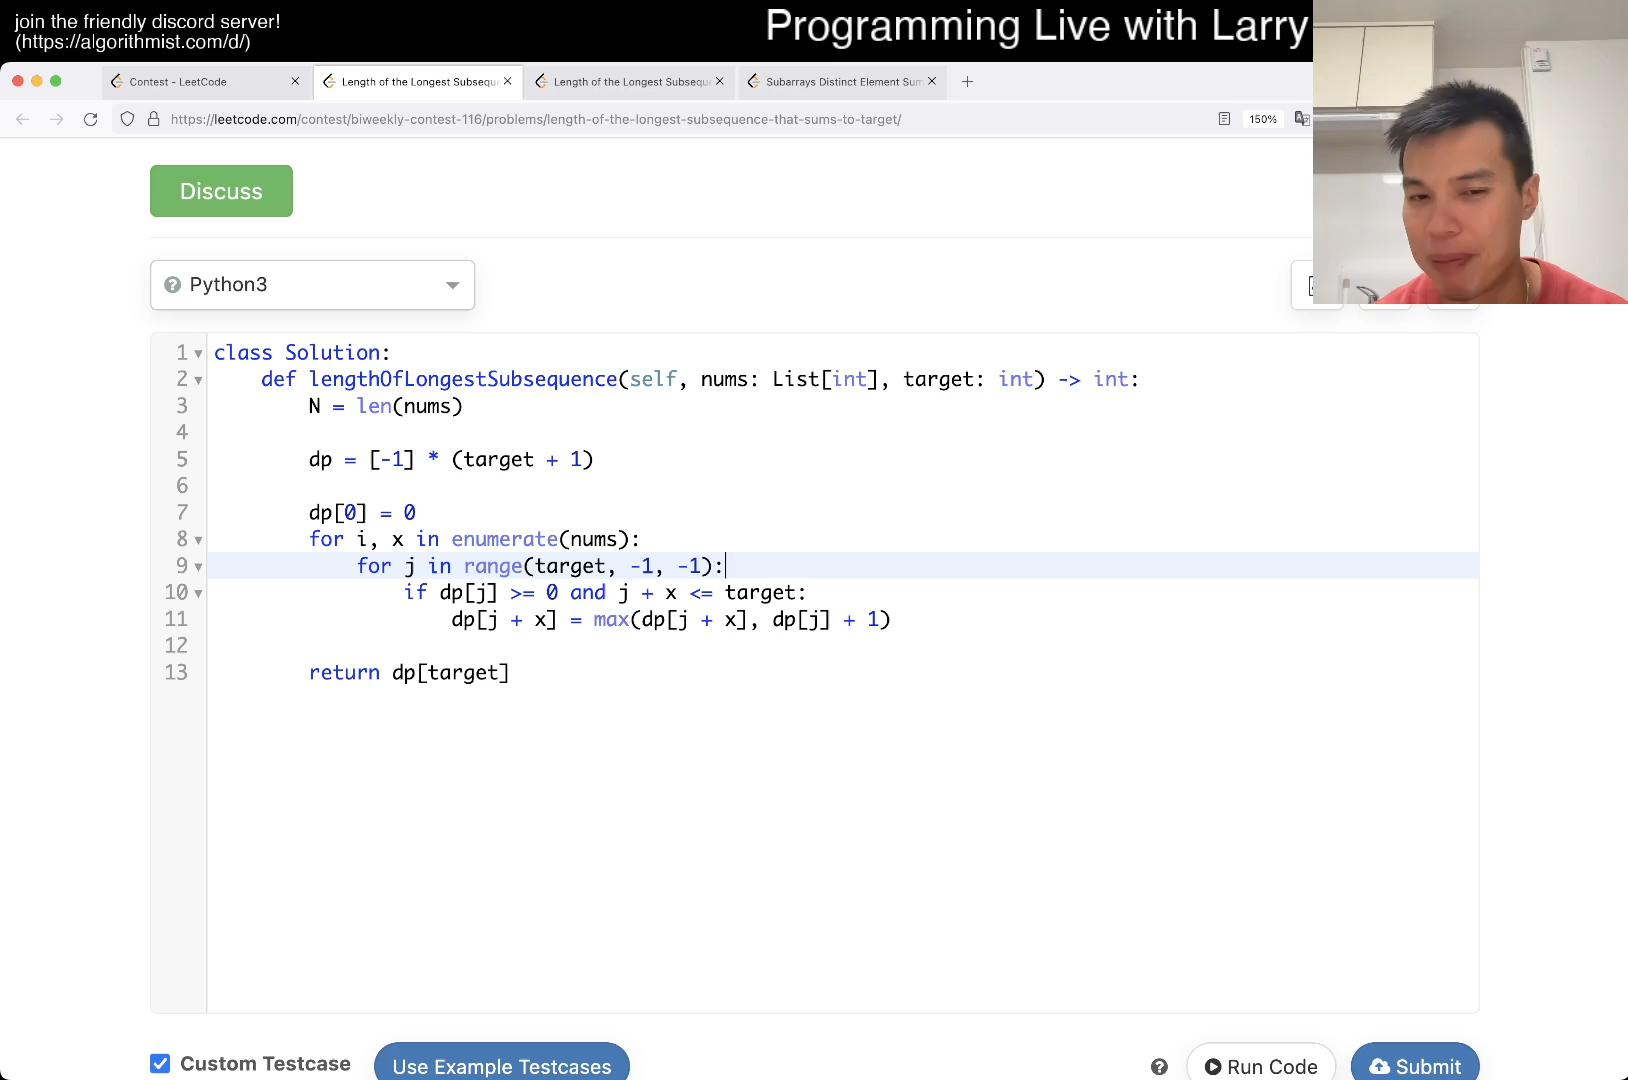 join the friendly discord server!
(https://algorithmist.com/d/)
Programming Live with Larry
Contest - LeetCode
Length of the Longest Subseque
Length of the Longest Subseque
Subarrays Distinct Element Sum
https://leetcode.com/contest/biweekly-contest-116/problems/length-of-the-longest-subsequence-that-sums-to-target/
150%
Discuss
Python3
1 class Solution:
2 def lengthOfLongestSubsequence(self, nums: List[int], target: int) -> int:
3 N = len(nums)
4
5 dp = [-1] * (target + 1)
6
7 dp[0] = 0
8 for i, x in enumerate(nums):
9 for j in range(target, -1, -1):
10 if dp[j] >= 0 and j + x <= target:
11 dp[j + x] = max(dp[j + x], dp[j] + 1)
12
13 return dp[target]
Custom Testcase
Use Example Testcases
Run Code
Submit